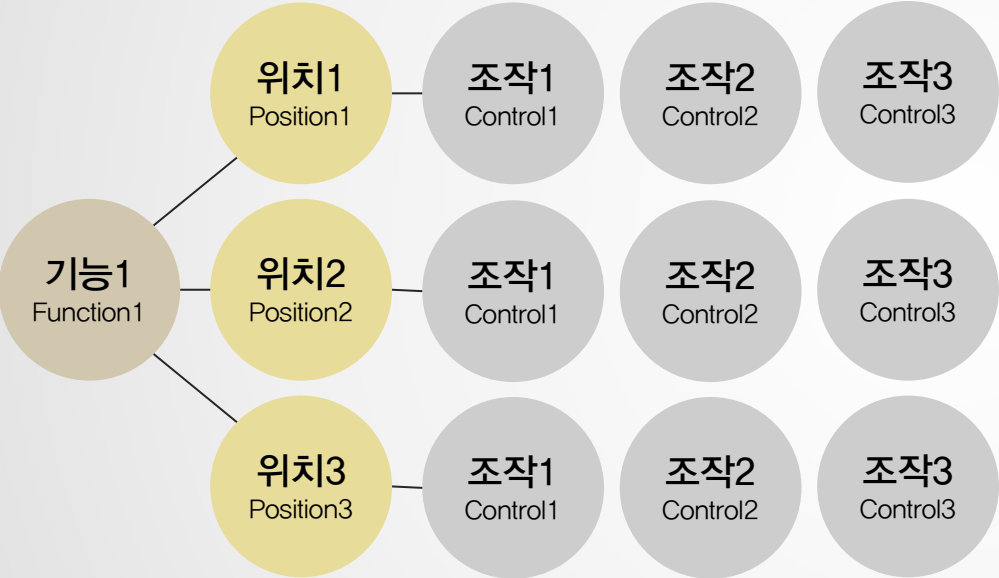 위치1
Position1
조작1
Control1
조작2
Control2
조작3
Control3
기능1
Function1
위치2
Position2
조작1
Control1
조작2
Control2
조작3
Control3
위치3
Position3
조작1
Control1
조작2
Control2
조작3
Control3